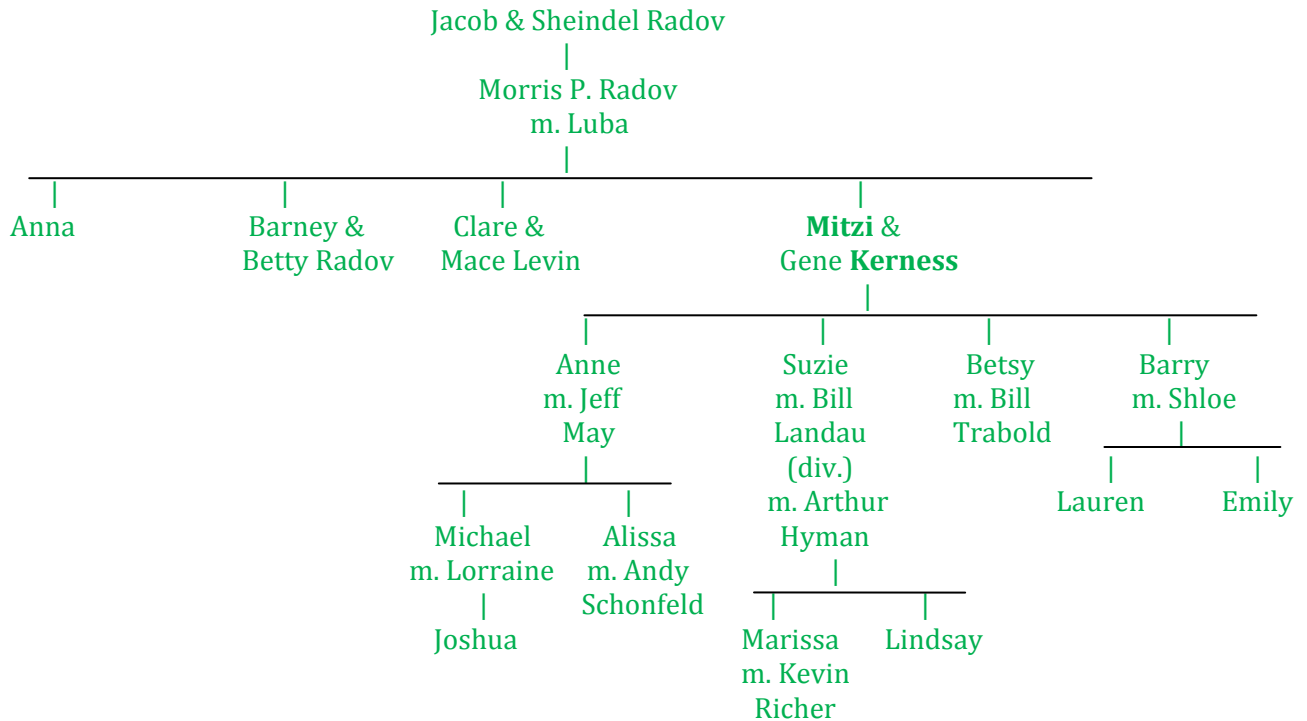 Jacob & Sheindel Radov
Morris P. Radov
m. Luba
Anna
Barney &
Betty Radov
Clare &
Mace Levin
Mitzi &
Gene Kerness
Anne
m. Jeff
May
Suzie
m. Bill
Landau
(div.)
m. Arthur
Hyman
Betsy
m. Bill
Trabold
Barry
m. Shloe
Michael
m. Lorraine
Joshua
Alissa
m. Andy
Schonfeld
Marissa
m. Kevin
Richer
Lindsay
Lauren
Emily